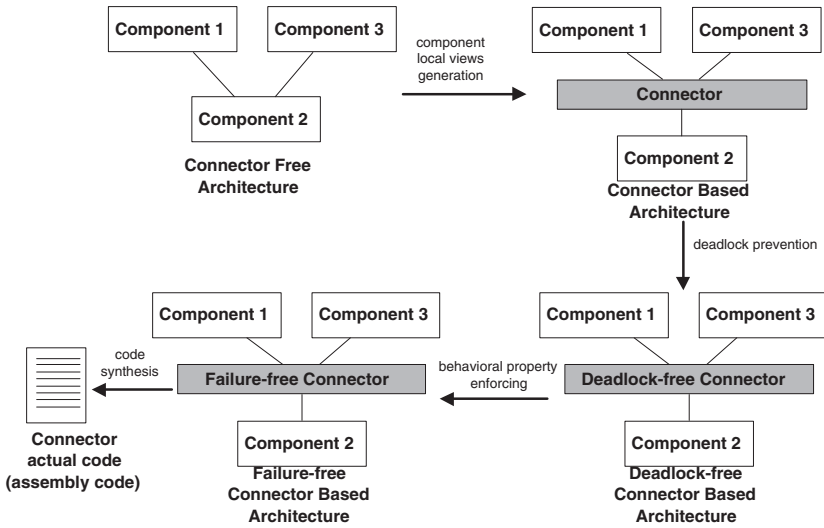 Component 1
Component 3
Component 2
Connector Free
Architecture
component
local views
generation
Component 1
Component 3
Connector
Component 2
Connector Based
Architecture
deadlock prevention
Component 1
Component 3
Deadlock-free Connector
Component 2
Deadlock-free
Connector Based
Architecture
behavioral property
enforcing
Component 1
Component 3
Failure-free Connector
Component 2
Failure-free
Connector Based
Architecture
code
synthesis
Connector
actual code
(assembly code)